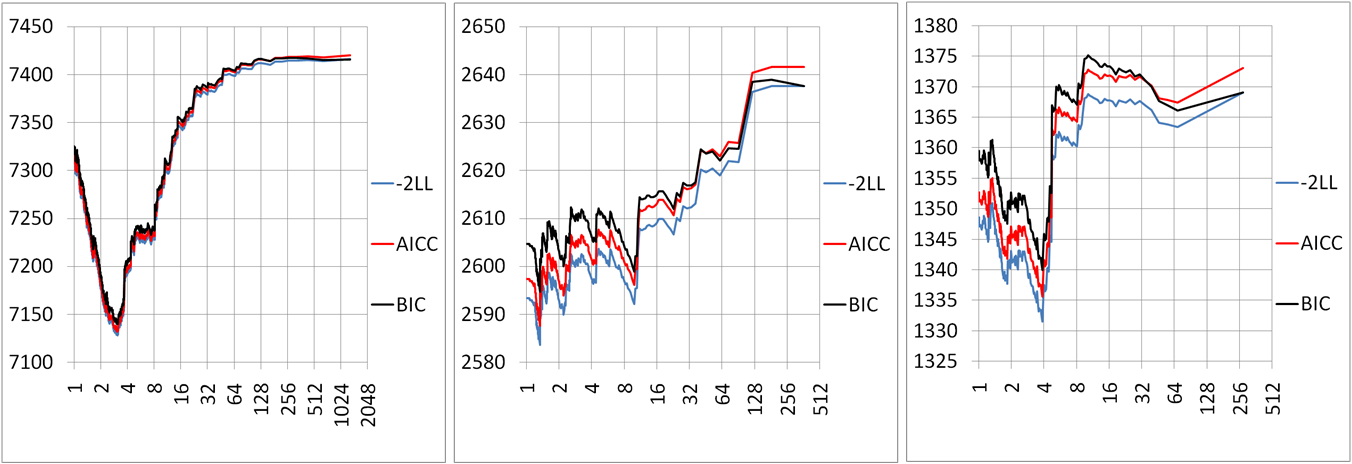 7450
7400
7350
7300
7250
7200
7150
7100
1 2 4 8 16 32 64 128 256 512 1024 2048
-2LL
AICC
BIC
2650
2640
2630
2620
2610
2600
2590
2580
1 2 4 8 16 32 64 128 256 512
-2LL
AICC
BIC
1380
1375
1370
1365
1360
1355
1350
1345
1340
1335
1330
1325
1 2 4 8 16 32 64 128 256 512
-2LL
AICC
BIC